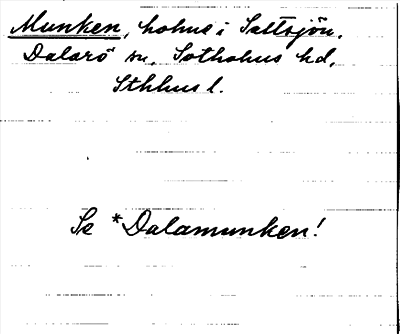 Munken, holme i Saltsjön,
Dalarö sn, Sotholms hd,
Sthlms l.
Se *Dalamunken!